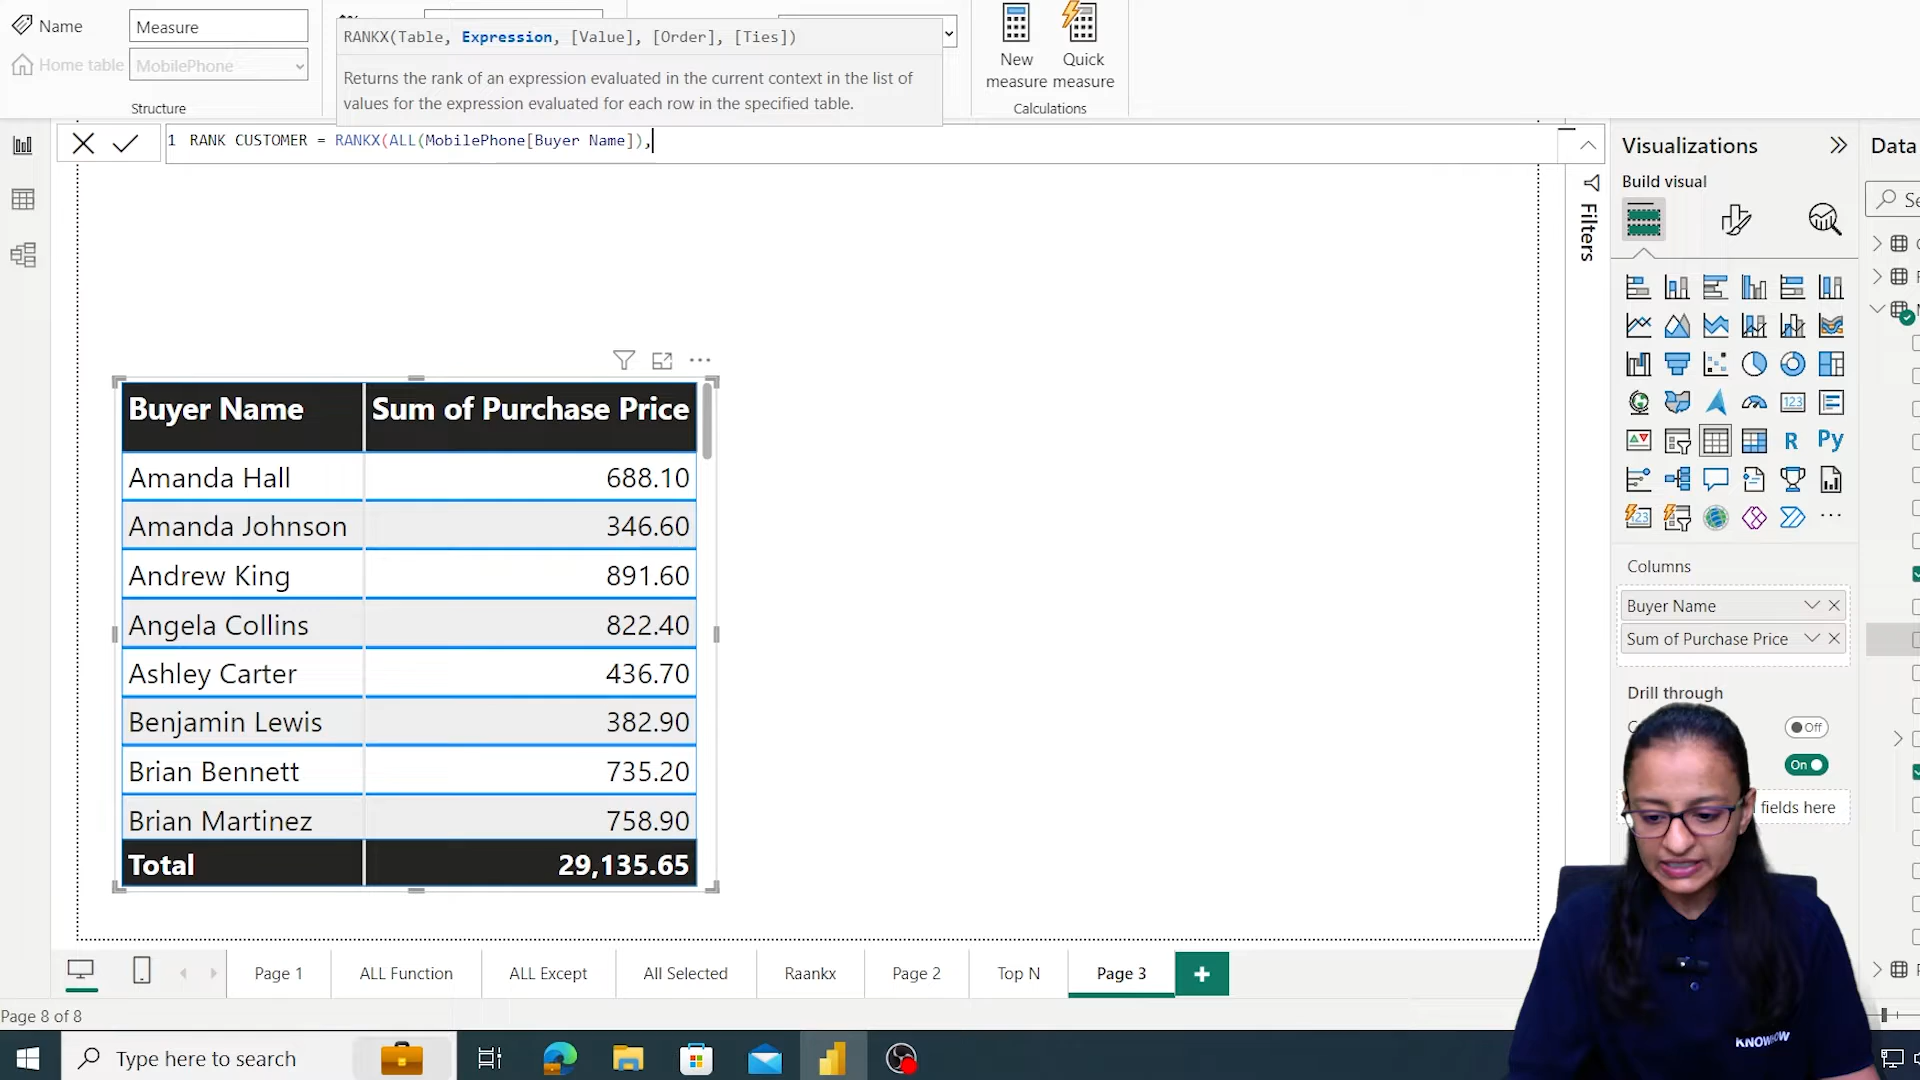 Name
Measure
Home table
MobilePhone
Structure
RANKX(Table, Expression, [Value], [Order], [Ties])
Returns the rank of an expression evaluated in the current context in the list of
values for the expression evaluated for each row in the specified table.
New
measure
Quick
measure
Calculations
1 RANK CUSTOMER = RANKX(ALL(MobilePhone[Buyer Name]),
Filters
Visualizations
Build visual
Data
Buyer Name Sum of Purchase Price
Amanda Hall 688.10
Amanda Johnson 346.60
Andrew King 891.60
Angela Collins 822.40
Ashley Carter 436.70
Benjamin Lewis 382.90
Brian Bennett 735.20
Brian Martinez 758.90
Total 29,135.65
123
R
Py
123
Columns
Buyer Name
Sum of Purchase Price
Drill through
Off
On
fields here
KNOWHOW
Page 1
ALL Function
ALL Except
All Selected
Raankx
Page 2
Top N
Page 3
Page 8 of 8
Type here to search